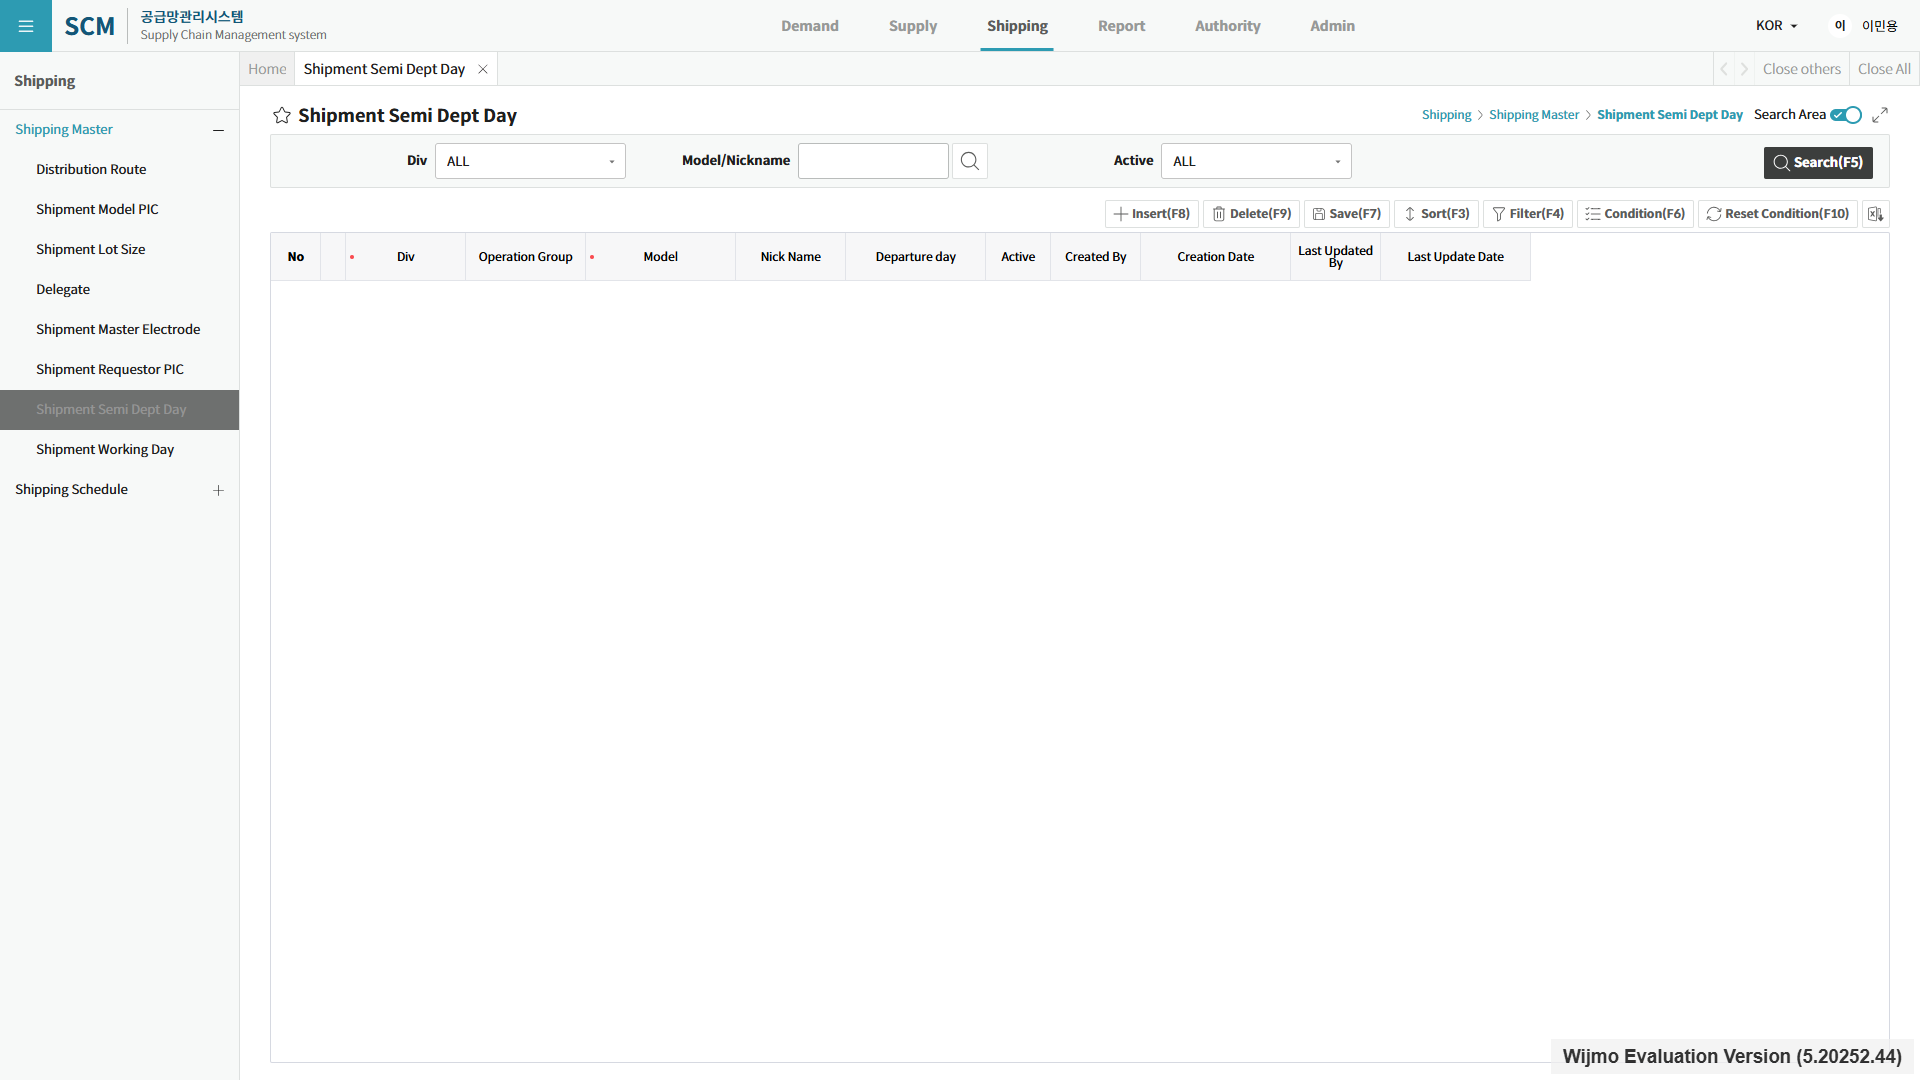 SCM
공급망관리시스템
Supply Chain Management system
Demand
Supply
Shipping
Report
Authority
Admin
KOR
이
이민용
Shipping
Home
Shipment Semi Dept Day
Close others
Close All
Shipping Master
Distribution Route
Shipment Model PIC
Shipment Lot Size
Delegate
Shipment Master Electrode
Shipment Requestor PIC
Shipment Semi Dept Day
Shipment Working Day
Shipping Schedule
Shipment Semi Dept Day
Shipping > Shipping Master > Shipment Semi Dept Day
Search Area
Div
ALL
Model/Nickname
Active
ALL
Search(F5)
Insert(F8)
Delete(F9)
Save(F7)
Sort(F3)
Filter(F4)
Condition(F6)
Reset Condition(F10)
No
Div
Operation Group
Model
Nick Name
Departure day
Active
Created By
Creation Date
Last Updated
By
Last Update Date
Wijmo Evaluation Version (5.20252.44)